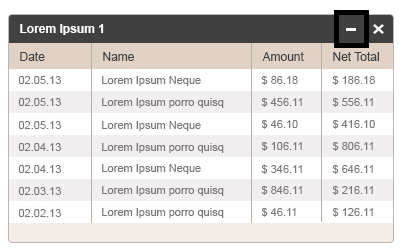 Lorem Ipsum 1
Date Name Amount Net Total
02.05.13 Lorem Ipsum Neque $ 86.18 $ 186.18
02.05.13 Lorem Ipsum porro quisq $ 456.11 $ 556.11
02.05.13 Lorem Ipsum Neque $ 46.10 $ 416.10
02.04.13 Lorem Ipsum porro quisq $ 106.11 $ 806.11
02.04.13 Lorem Ipsum Neque $ 346.11 $ 646.11
02.03.13 Lorem Ipsum porro quisq $ 846.11 $ 216.11
02.02.13 Lorem Ipsum porro quisq $ 46.11 $ 126.11